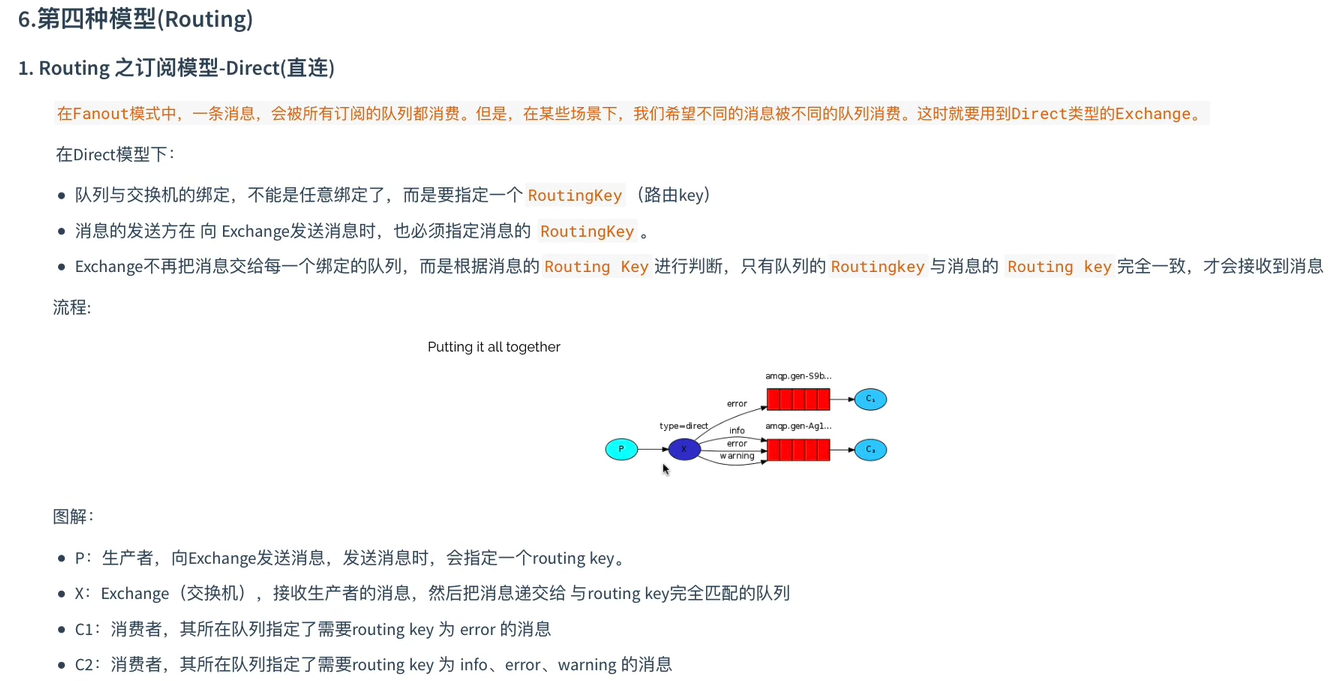 6.第四种模型(Routing)
1. Routing 之订阅模型-Direct(直连)
在Fanout模式中，一条消息，会被所有订阅的队列都消费。但是，在某些场景下，我们希望不同的消息被不同的队列消费。这时就要用到Direct类型的Exchange。
在Direct模型下：
队列与交换机的绑定，不能是任意绑定了，而是要指定一个 RoutingKey （路由key）
消息的发送方在 向 Exchange发送消息时，也必须指定消息的 RoutingKey 。
Exchange不再把消息交给每一个绑定的队列，而是根据消息的 Routing Key 进行判断，只有队列的 Routingkey 与消息的 Routing key 完全一致，才会接收到消息
流程:
Putting it all together
amqp.gen-S9b...
error
C₁
type=direct
amqp.gen-Ag1...
info
P
X
error
C₂
warning
图解：
P：生产者，向Exchange发送消息，发送消息时，会指定一个routing key。
X：Exchange（交换机），接收生产者的消息，然后把消息递交给 与routing key完全匹配的队列
C1：消费者，其所在队列指定了需要routing key 为 error 的消息
C2：消费者，其所在队列指定了需要routing key 为 info、error、warning 的消息